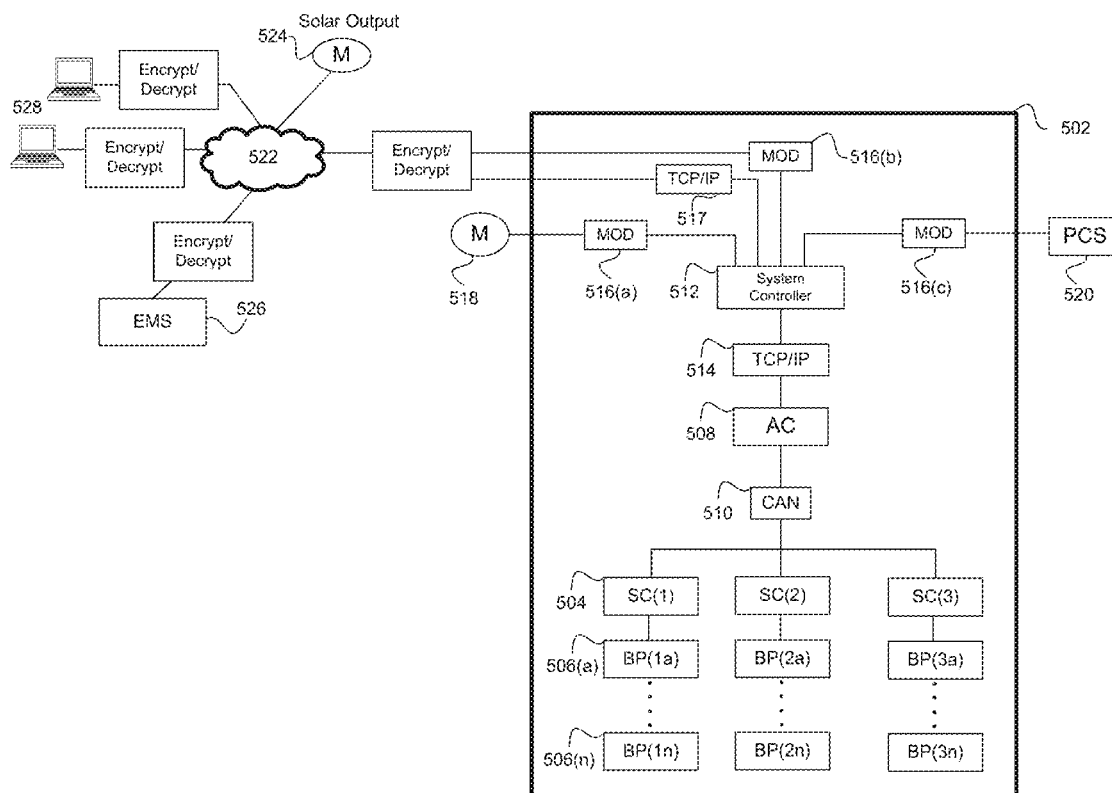 Solar Output
524
M
Encrypt/
Decrypt
528
Encrypt/
Decrypt
522
Encrypt/
Decrypt
502
MOD
516(b)
TCP/IP
517
M
518
MOD
516(a)
512
System
Controller
MOD
516(c)
PCS
520
Encrypt/
Decrypt
EMS
526
514
TCP/IP
508
AC
510
CAN
504
SC(1)
SC(2)
SC(3)
506(a)
BP(1a)
BP(2a)
BP(3a)
506(n)
BP(1n)
BP(2n)
BP(3n)